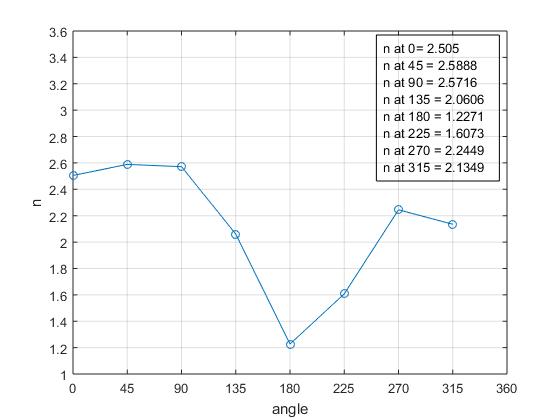 3.6
3.4
3.2
3
2.8
2.6
2.4
2.2
2
1.8
1.6
1.4
1.2
1
n
n at 0= 2.505
n at 45 = 2.5888
n at 90 = 2.5716
n at 135 = 2.0606
n at 180 = 1.2271
n at 225 = 1.6073
n at 270 = 2.2449
n at 315 = 2.1349
0 45 90 135 180 225 270 315 360
angle